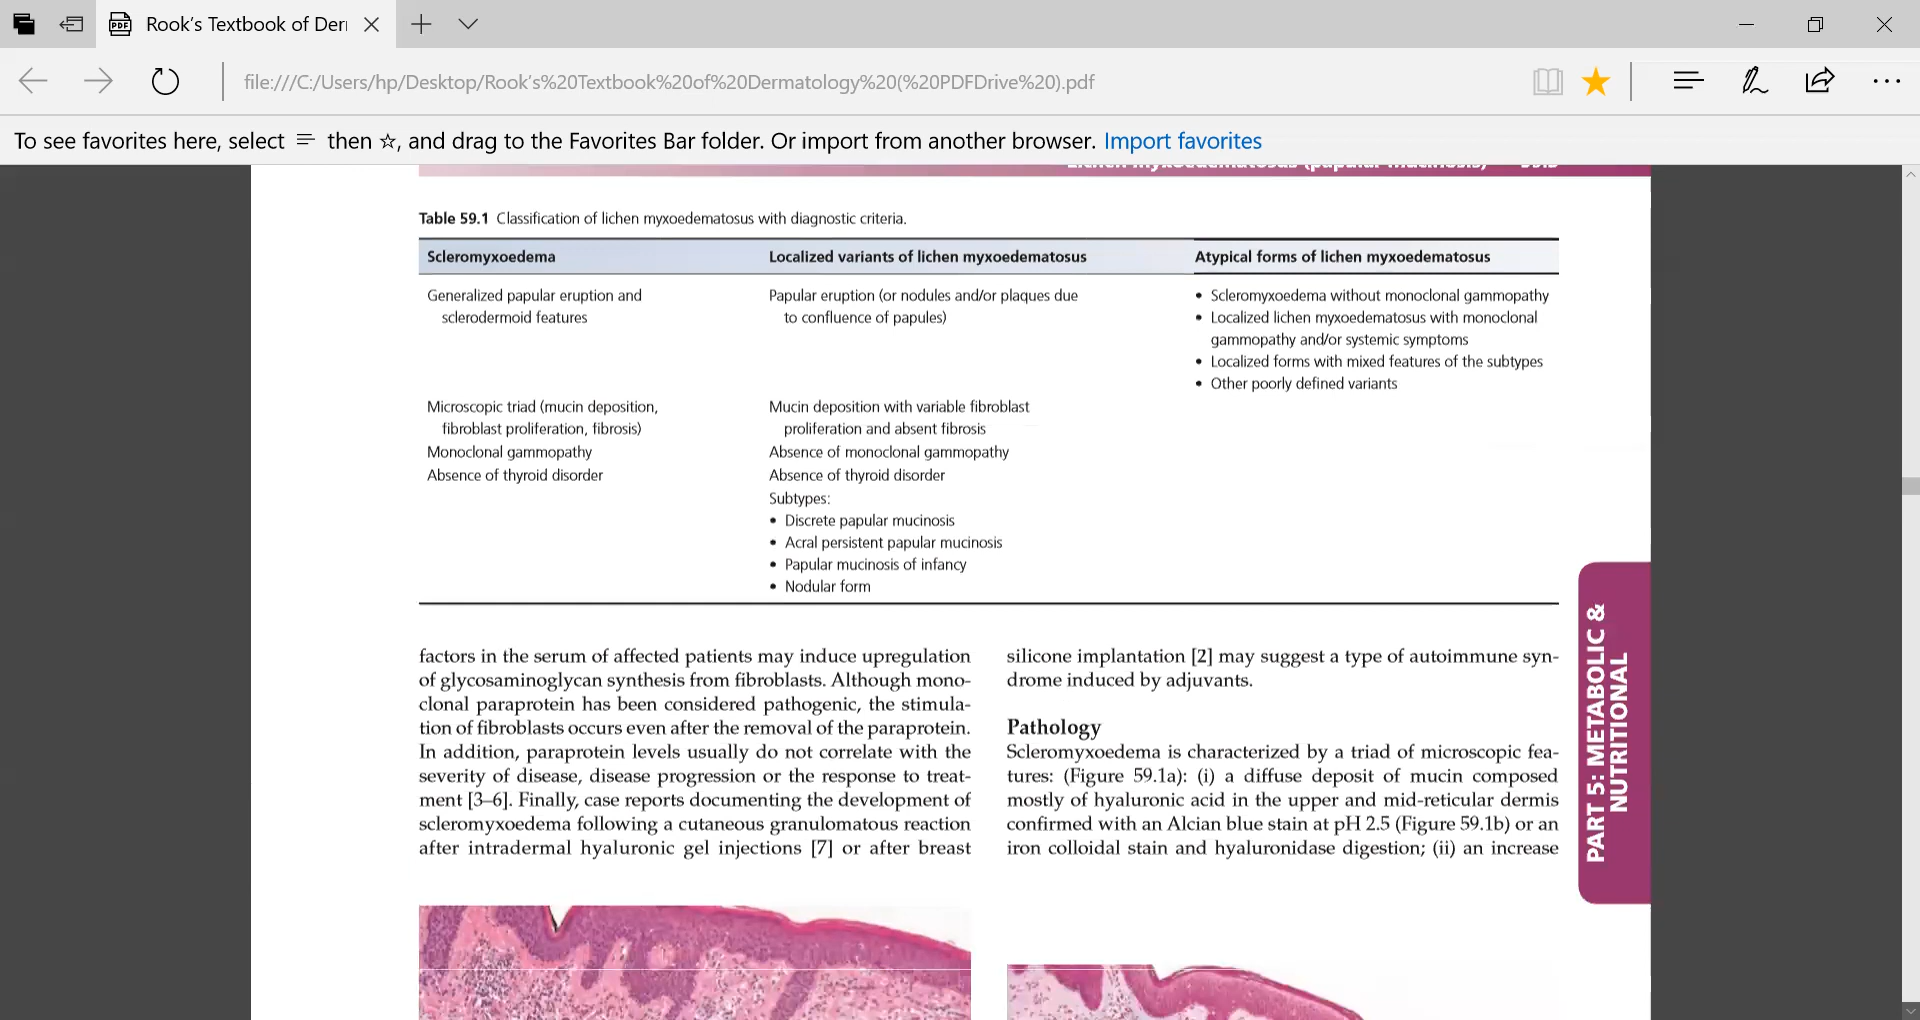 Rook's Textbook of Der
file:///C:/Users/hp/Desktop/Rook's%20Textbook%20of%20Dermatology%20(%20PDFDrive%20).pdf
To see favorites here, select then ☆, and drag to the Favorites Bar folder. Or import from another browser. Import favorites
Lichen myxoedematosus (papular mucinosis)
Table 59.1 Classification of lichen myxoedematosus with diagnostic criteria.
Scleromyxoedema
Generalized papular eruption and
sclerodermoid features
Microscopic triad (mucin deposition,
fibroblast proliferation, fibrosis)
Monoclonal gammopathy
Absence of thyroid disorder
Localized variants of lichen myxoedematosus
Papular eruption (or nodules and/or plaques due
to confluence of papules)
Mucin deposition with variable fibroblast
proliferation and absent fibrosis
Absence of monoclonal gammopathy
Absence of thyroid disorder
Subtypes:
• Discrete papular mucinosis
• Acral persistent papular mucinosis
• Papular mucinosis of infancy
• Nodular form
Atypical forms of lichen myxoedematosus
• Scleromyxoedema without monoclonal gammopathy
• Localized lichen myxoedematosus with monoclonal
gammopathy and/or systemic symptoms
• Localized forms with mixed features of the subtypes
• Other poorly defined variants
factors in the serum of affected patients may induce upregulation
of glycosaminoglycan synthesis from fibroblasts. Although mono-
clonal paraprotein has been considered pathogenic, the stimula-
tion of fibroblasts occurs even after the removal of the paraprotein.
In addition, paraprotein levels usually do not correlate with the
severity of disease, disease progression or the response to treat-
ment [3–6]. Finally, case reports documenting the development of
scleromyxoedema following a cutaneous granulomatous reaction
after intradermal hyaluronic gel injections [7] or after breast
silicone implantation [2] may suggest a type of autoimmune syn-
drome induced by adjuvants.
Pathology
Scleromyxoedema is characterized by a triad of microscopic fea-
tures: (Figure 59.1a): (i) a diffuse deposit of mucin composed
mostly of hyaluronic acid in the upper and mid-reticular dermis
confirmed with an Alcian blue stain at pH 2.5 (Figure 59.1b) or an
iron colloidal stain and hyaluronidase digestion; (ii) an increase
PART 5: METABOLIC &
NUTRITIONAL